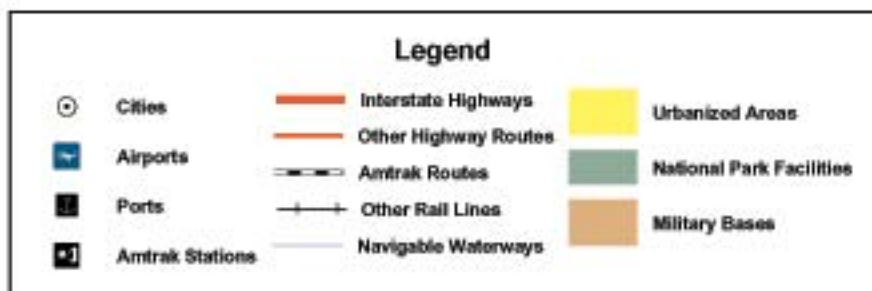 Legend
Cities
Airports
Ports
Amtrak Stations
Interstate Highways
Other Highway Routes
Amtrak Routes
Other Rail Lines
Navigable Waterways
Urbanized Areas
National Park Facilities
Military Bases